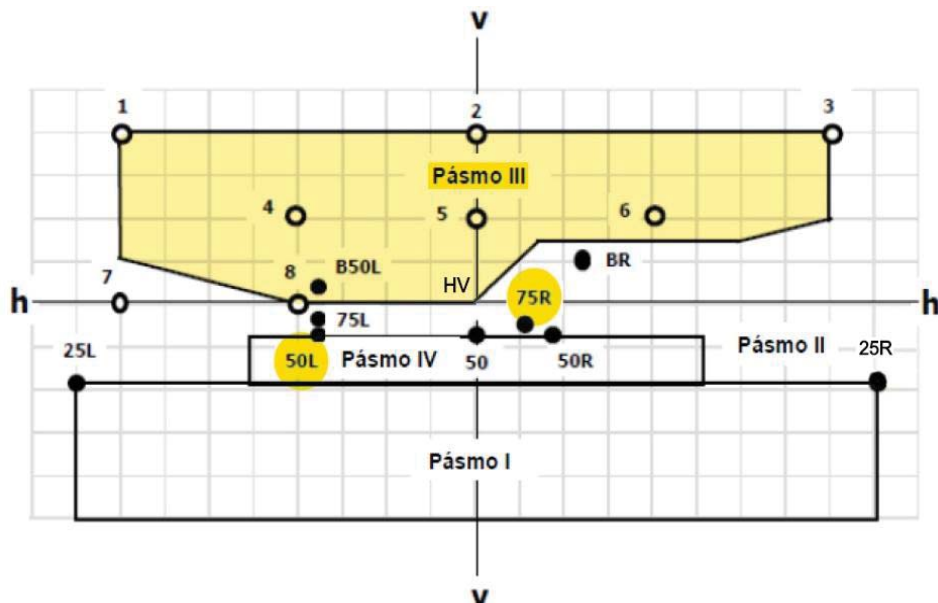 v
1 2 3
Pásmo III
4 5 6
BR
7 8 B50L HV 75R
h h
75L
25L 50L Pásmo IV 50 50R Pásmo II 25R
Pásmo I
v